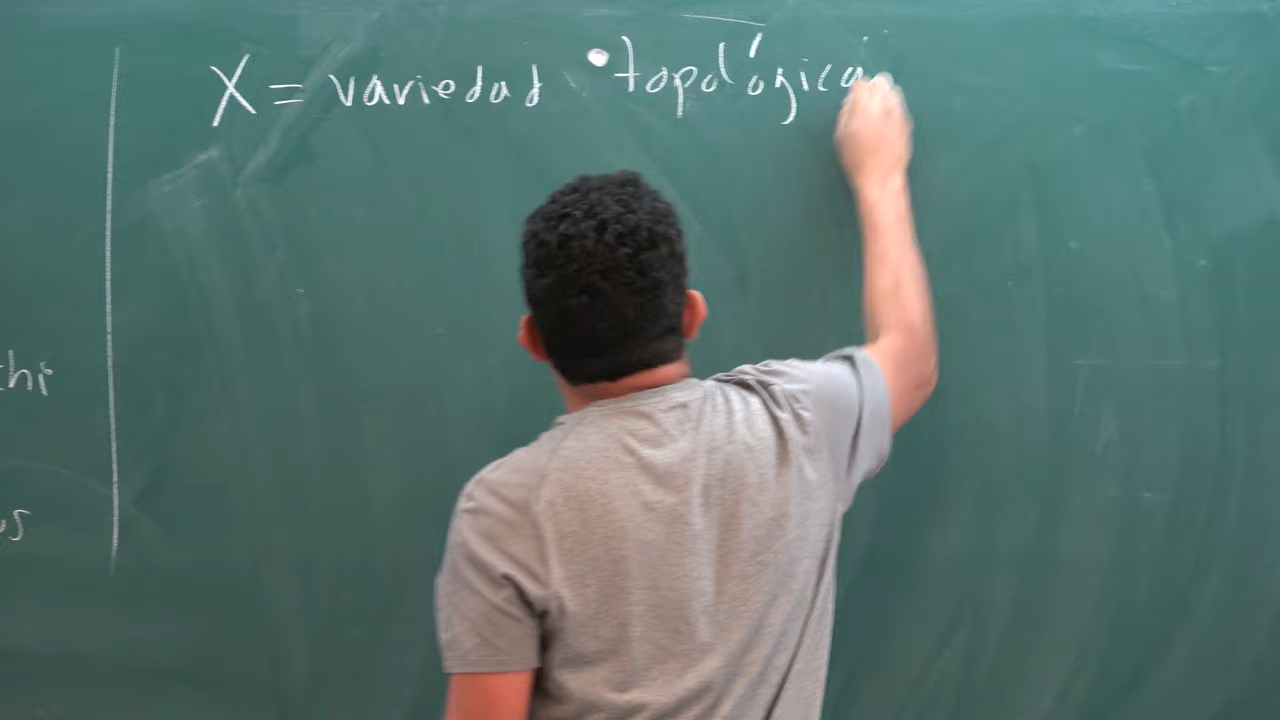 X = variedad topológica